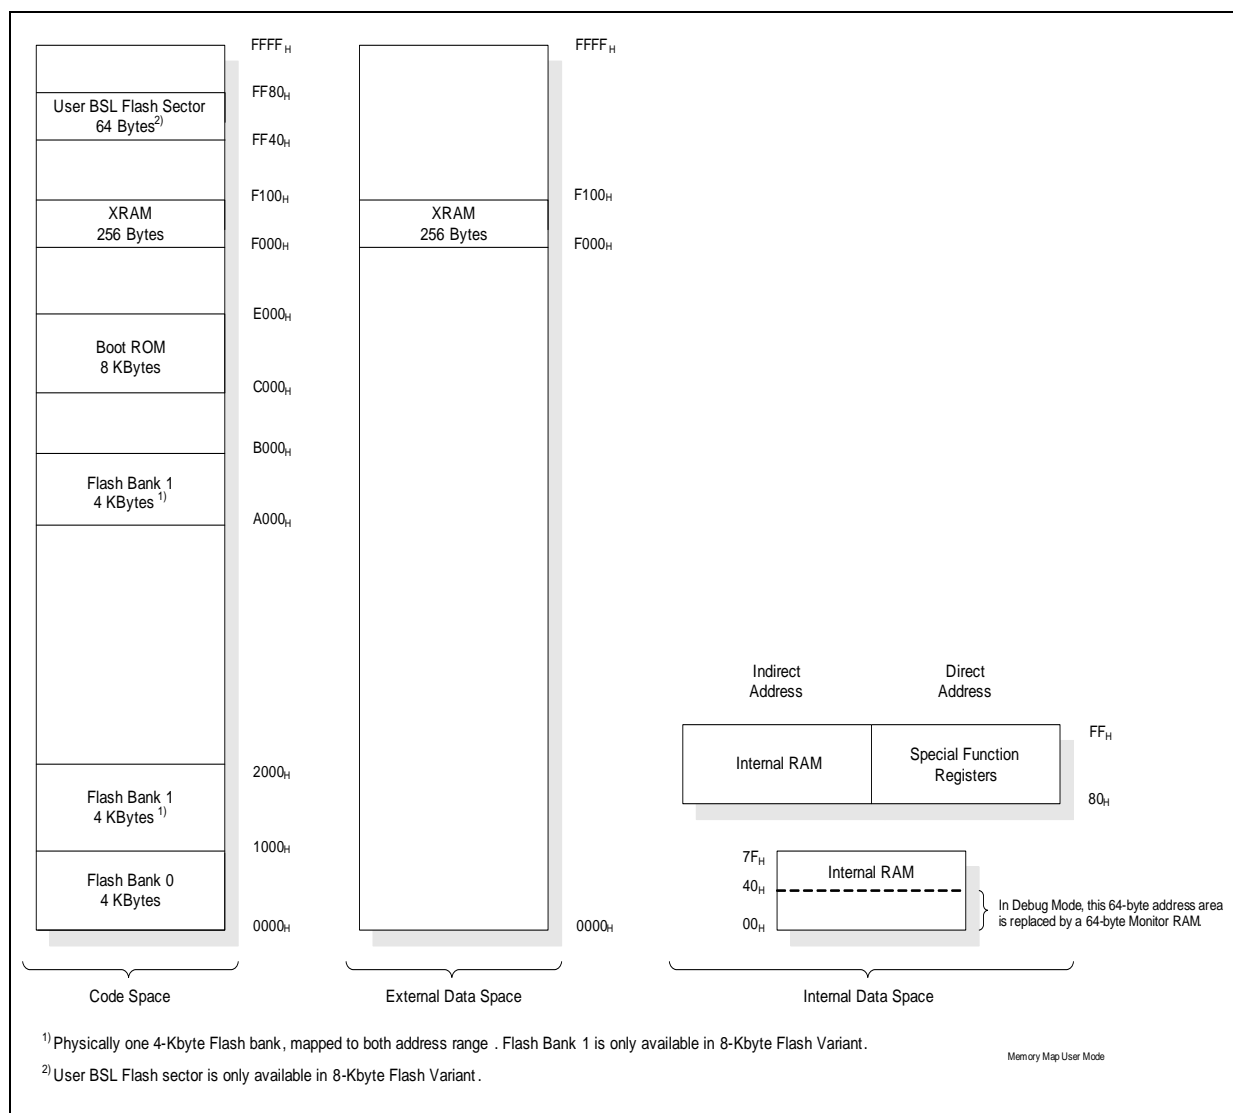 FFFFH
FF80H
User BSL Flash Sector
64 Bytes2)
FF40H
F100H
XRAM
256 Bytes
F000H
E000H
Boot ROM
8 KBytes
C000H
B000H
Flash Bank 1
4 KBytes 1)
A000H
2000H
Flash Bank 1
4 KBytes 1)
1000H
Flash Bank 0
4 KBytes
0000H
Code Space
FFFFH
F100H
XRAM
256 Bytes
F000H
0000H
External Data Space
Indirect
Address
Direct
Address
FFH
Internal RAM
Special Function
Registers
80H
7FH
Internal RAM
40H
00H
In Debug Mode, this 64-byte address area
is replaced by a 64-byte Monitor RAM.
Internal Data Space
1) Physically one 4-Kbyte Flash bank, mapped to both address range . Flash Bank 1 is only available in 8-Kbyte Flash Variant.
Memory Map User Mode
2) User BSL Flash sector is only available in 8-Kbyte Flash Variant.